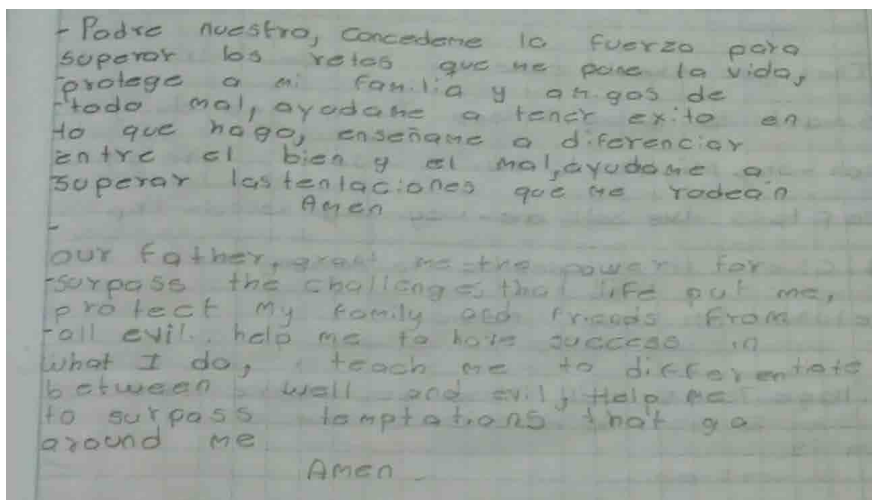 - Padre nuestro, concedeme la fuerza para
superar los retos que me pone la vida,
protege a mi familia y amigos de
todo mal, ayudame a tener exito en
lo que hago, enseñame a diferenciar
entre el bien y el mal, ayudame a
superar las tentaciones que me rodean
Amen
-
our father, grant me the power for
surpass the challenges that life put me,
protect my family and friends from
all evil. help me to have success in
what I do, teach me to differentiate
between well and evil, Help me
to surpass temptations that go
around me
Amen